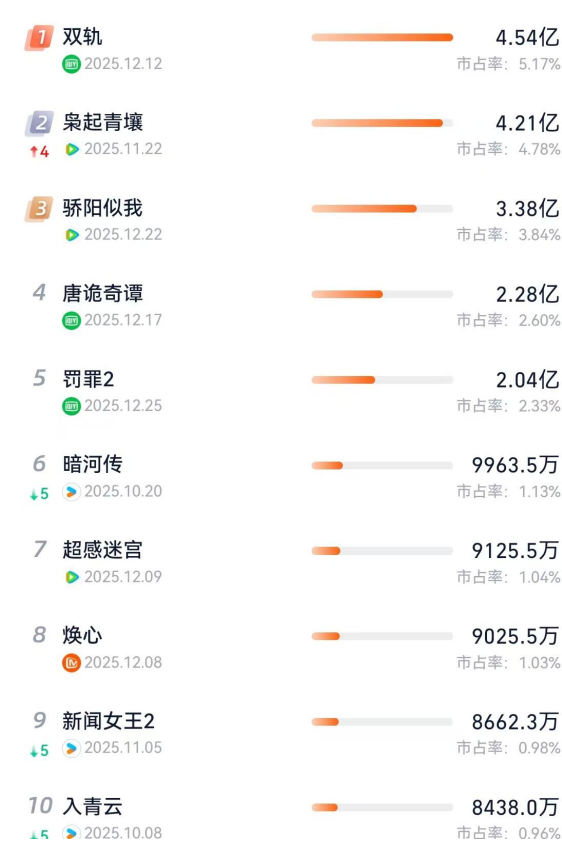 1 双轨 4.54亿
2025.12.12 市占率：5.17%
2 枭起青壤 4.21亿
4 2025.11.22 市占率：4.78%
3 骄阳似我 3.38亿
2025.12.22 市占率：3.84%
4 唐诡奇谭 2.28亿
2025.12.17 市占率：2.60%
5 罚罪2 2.04亿
2025.12.25 市占率：2.33%
6 暗河传 9963.5万
5 2025.10.20 市占率：1.13%
7 超感迷宫 9125.5万
2025.12.09 市占率：1.04%
8 焕心 9025.5万
2025.12.08 市占率：1.03%
9 新闻女王2 8662.3万
5 2025.11.05 市占率：0.98%
10 入青云 8438.0万
5 2025.10.08 市占率：0.96%